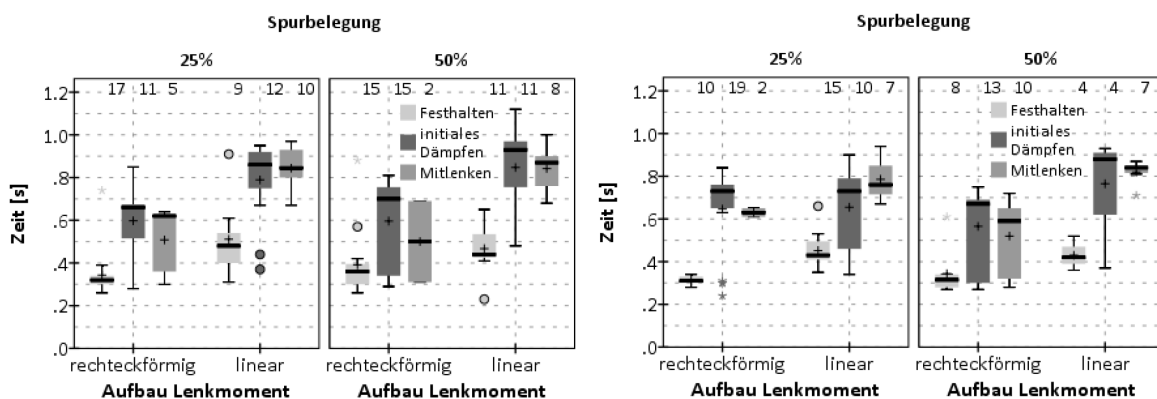 Spurbelegung
25% 50%
17 11 5 9 12 10 15 15 2 11 11 8
Zeit [s]
1.2
1.0
.8
.6
.4
.2
.0
Festhalten
initiales
Dämpfen
Mitlenken
rechteckförmig linear rechteckförmig linear
Aufbau Lenkmoment Aufbau Lenkmoment
Spurbelegung
25% 50%
10 19 2 15 10 7 8 13 10 4 4 7
Zeit [s]
1.2
1.0
.8
.6
.4
.2
.0
Festhalten
initiales
Dämpfen
Mitlenken
rechteckförmig linear rechteckförmig linear
Aufbau Lenkmoment Aufbau Lenkmoment